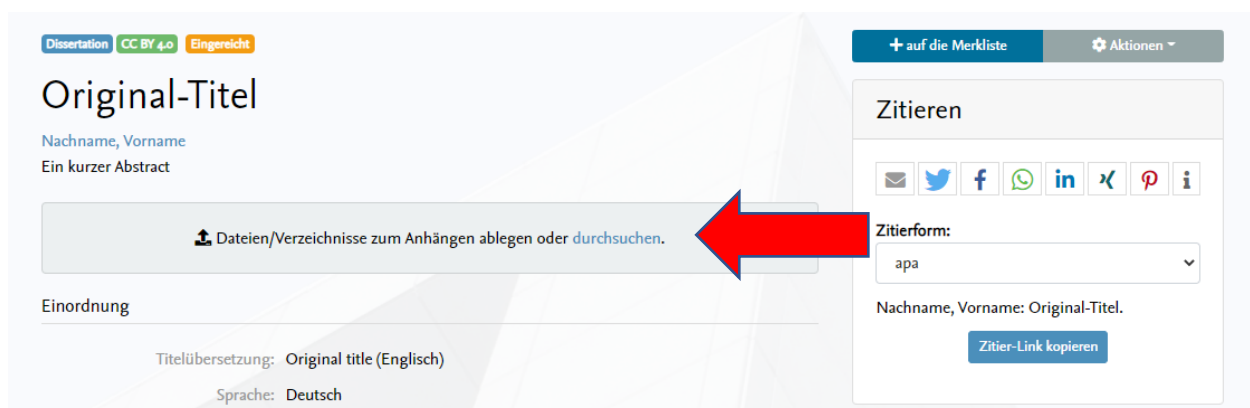 Dissertation CC BY 4.0 Eingereicht
Original-Titel
Nachname, Vorname
Ein kurzer Abstract
Dateien/Verzeichnisse zum Anhängen ablegen oder durchsuchen.
Einordnung
Titelübersetzung: Original title (Englisch)
Sprache: Deutsch
+ auf die Merkliste Aktionen
Zitieren
Zitierform:
apa
Nachname, Vorname: Original-Titel.
Zitier-Link kopieren